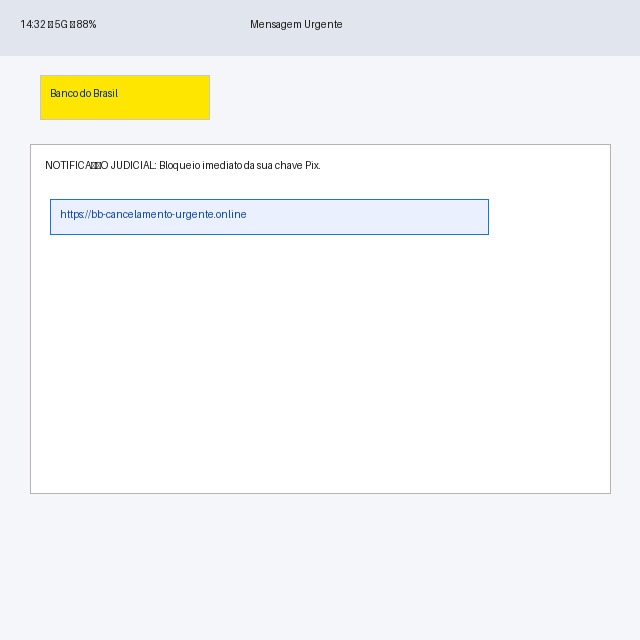 14:32 5G 88% Mensagem Urgente
Banco do Brasil
NOTIFICA□□O JUDICIAL: Bloqueio imediato da sua chave Pix.
https://bb-cancelamento-urgente.online